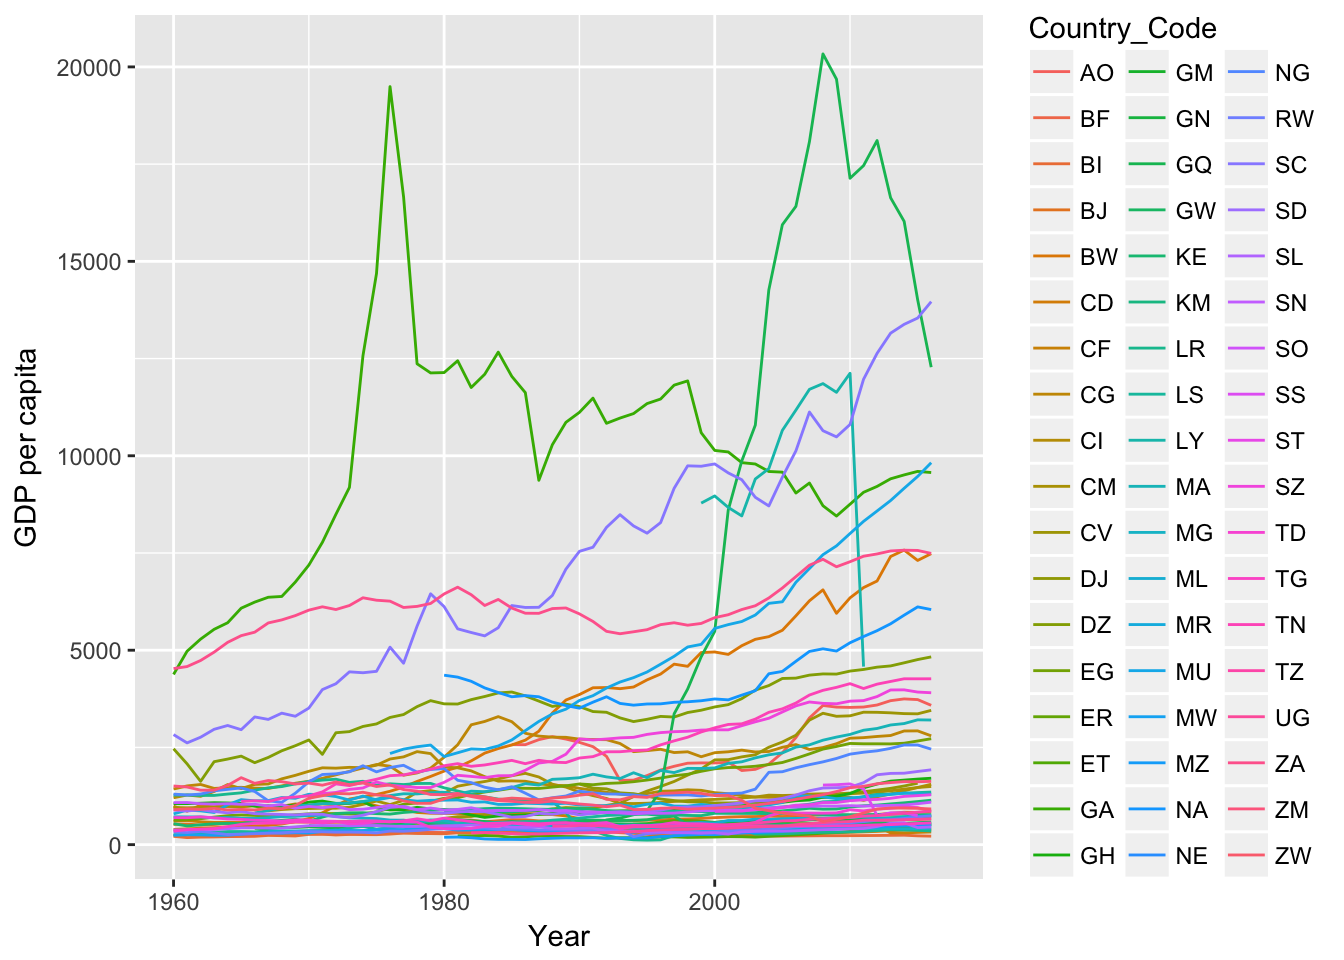 Country_Code
20000
15000
10000
5000
0
GDP per capita
1960 1980 2000
Year
AO GM NG
BF GN RW
BI GQ SC
BJ GW SD
BW KE SL
CD KM SN
CF LR SO
CG LS SS
CI LY ST
CM MA SZ
CV MG TD
DJ ML TG
DZ MR TN
EG MU TZ
ER MW UG
ET MZ ZA
GA NA ZM
GH NE ZW